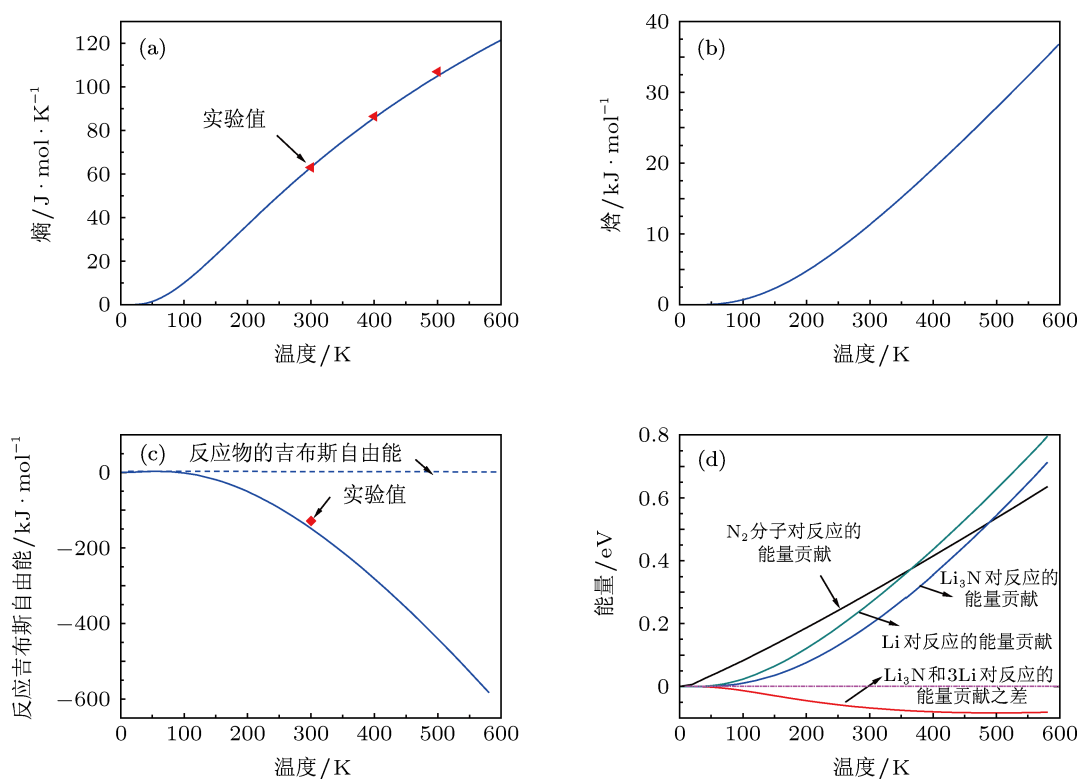 (a)
120
100
80
60
40
20
0
0 100 200 300 400 500 600
熵/J·mol·K⁻¹
实验值
温度/K
(b)
40
30
20
10
0
0 100 200 300 400 500 600
焓/kJ·mol⁻¹
温度/K
(c)
反应物的吉布斯自由能
实验值
0
−200
−400
−600
0 100 200 300 400 500 600
反应吉布斯自由能/kJ·mol⁻¹
温度/K
(d)
0.8
0.6
0.4
0.2
0
0 100 200 300 400 500 600
能量/eV
N₂分子对反应的
能量贡献
Li₃N对反应的
能量贡献
Li对反应的能量贡献
Li₃N和3Li对反应的
能量贡献之差
温度/K